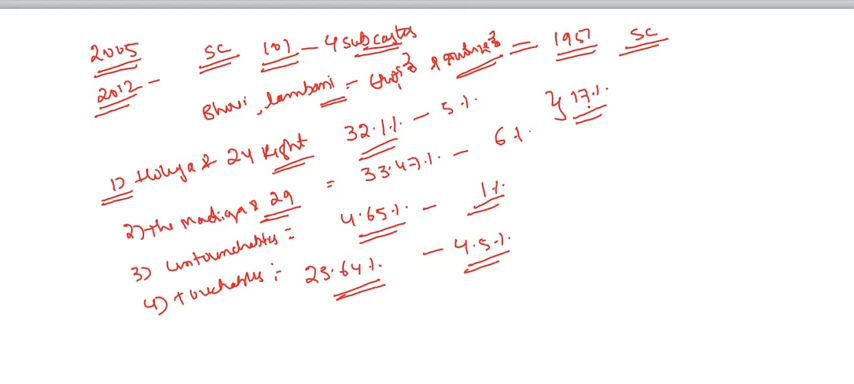 2005 SC 101 - 4 subcastes
2012 -
Bhovi, Lambani = & = 1957 SC
1) Holeya & 24 Right 32.1% - 5% } 17%
2) The Madiga & 29 = 33.47% - 6%
3) Untounchables = 4.65% - 1%
4) touchables :- 23.64% - 4.5%